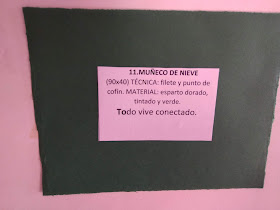 11.MUÑECO DE NIEVE
(90x40) TÉCNICA: filete y punto de
cofín. MATERIAL: esparto dorado,
tintado y verde.
Todo vive conectado.